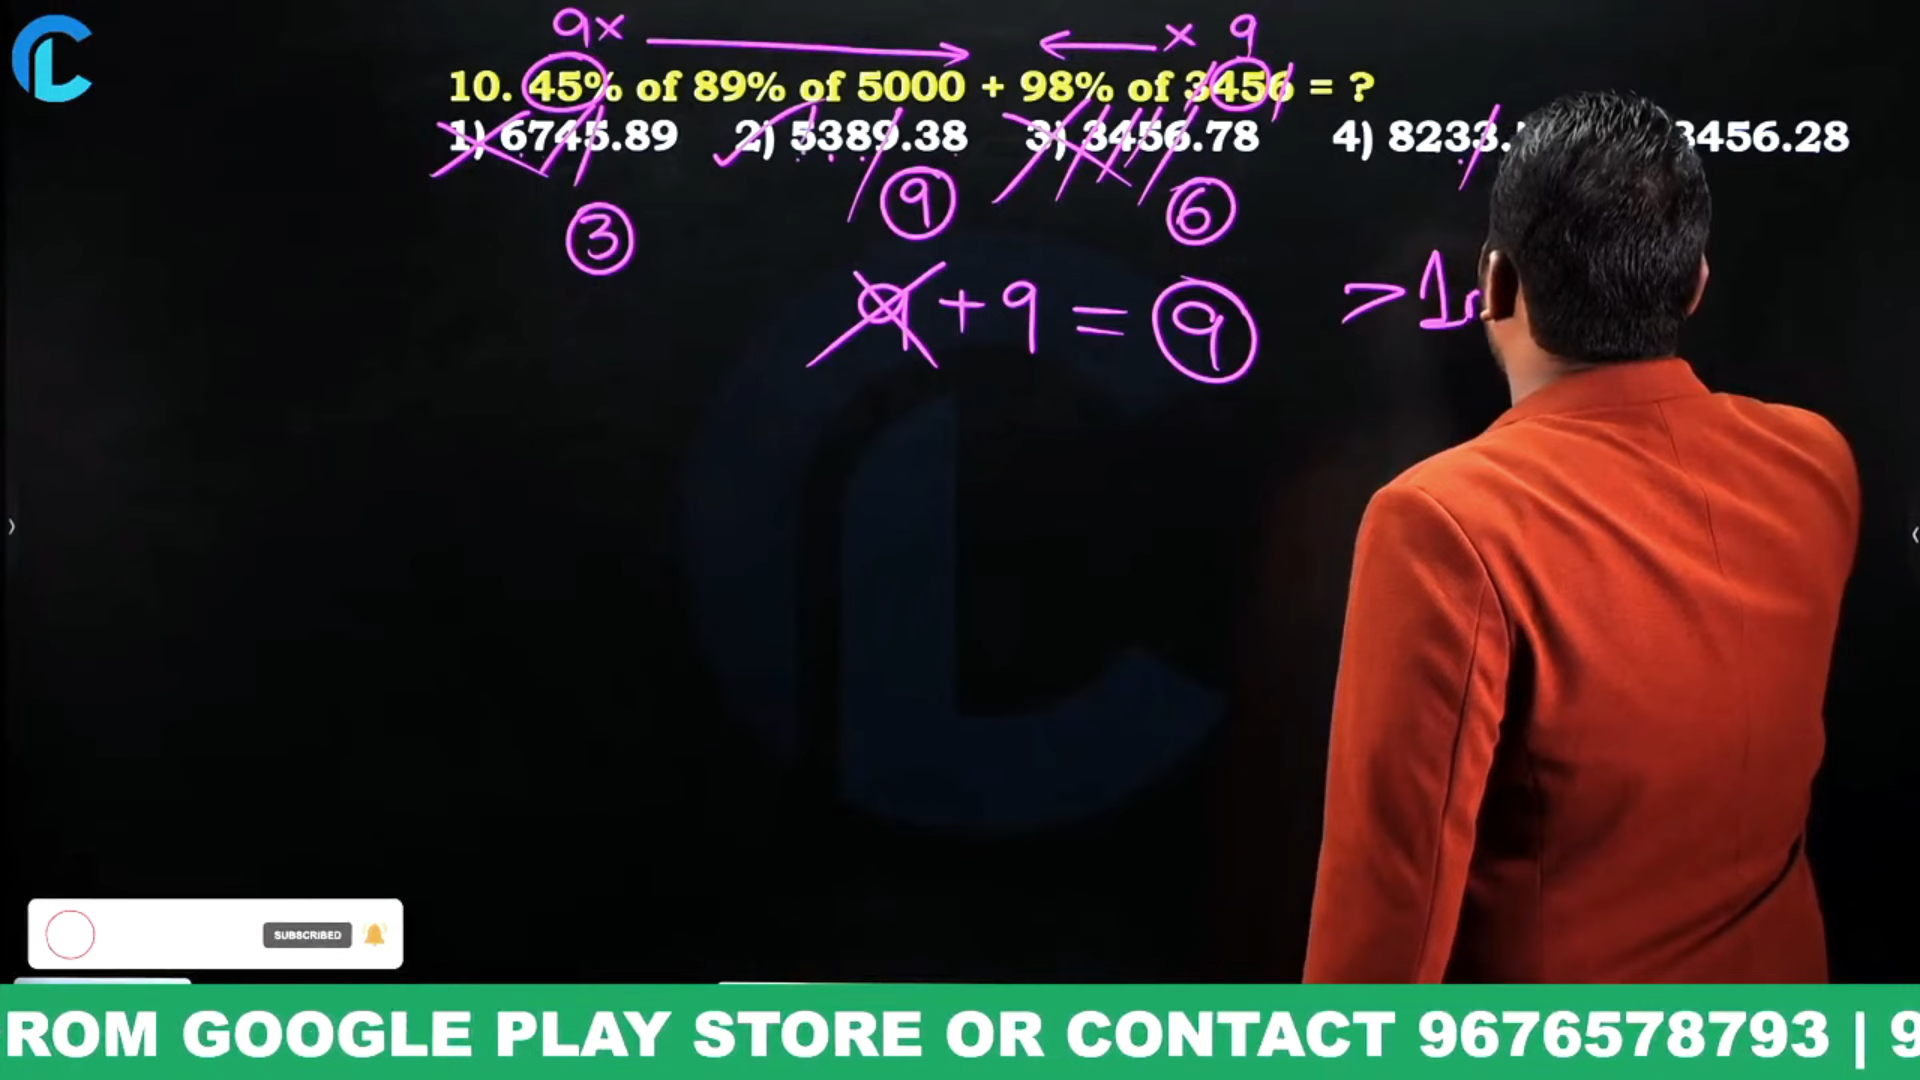 9x x 9
10. 45% of 89% of 5000 + 98% of 3456 = ?
1) 6745.89 2) 5389.38 3) 3456.78 4) 8233. 3456.28
3 9 6
9 + 9 = 9 >1
SUBSCRIBED
ROM GOOGLE PLAY STORE OR CONTACT 9676578793 | 9